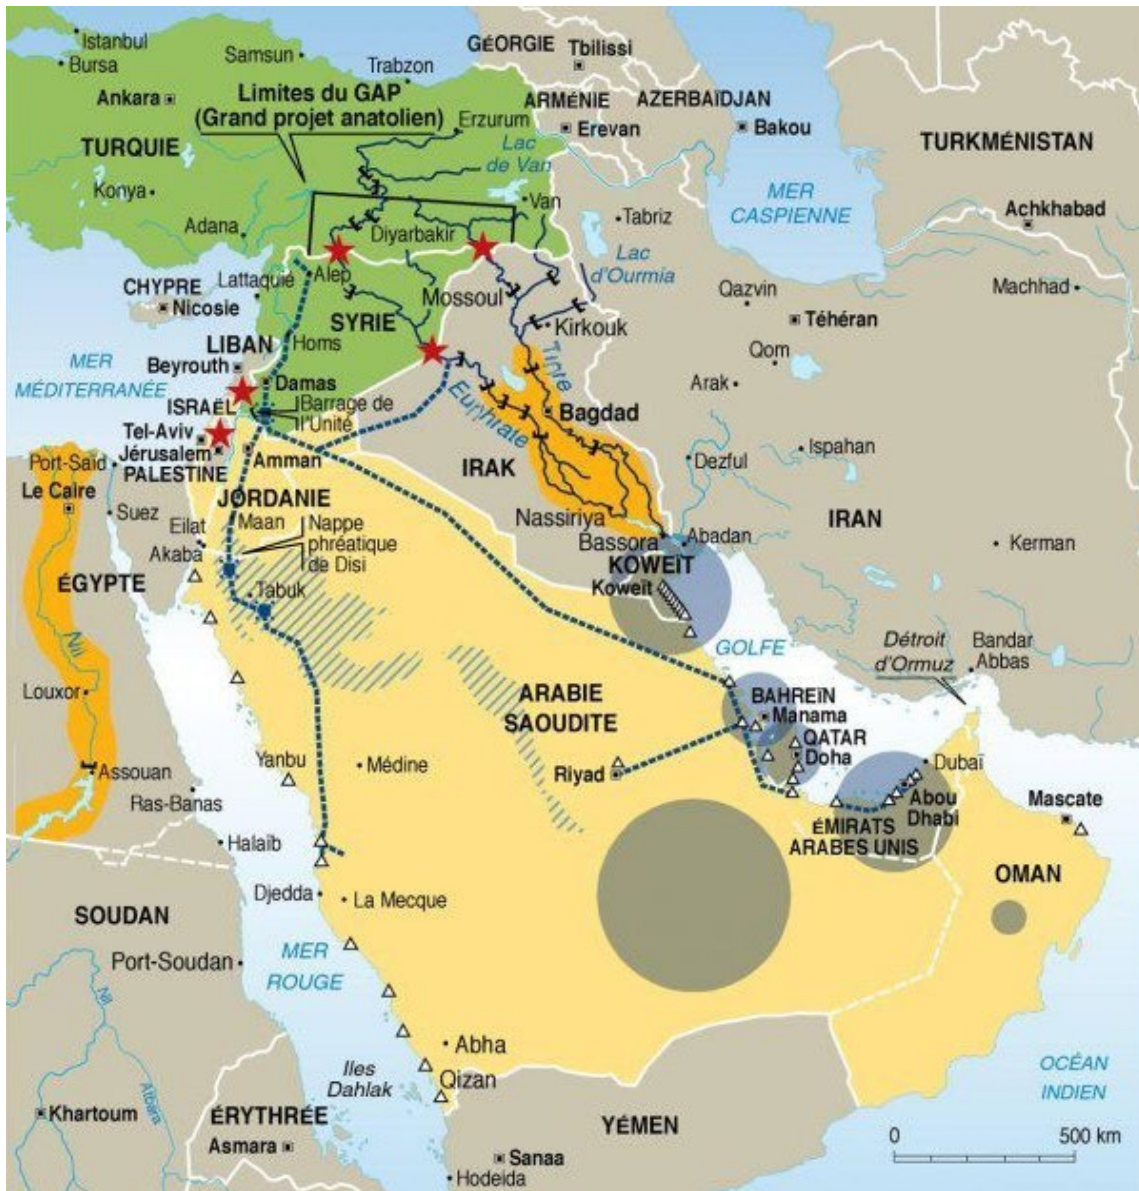 Istanbul
Bursa
Samsun
Trabzon
GÉORGIE
Tbilissi
Ankara
Limites du GAP
(Grand projet anatolien)
Erzurum
ARMÉNIE
Erevan
AZERBAÏDJAN
Bakou
TURKMÉNISTAN
TURQUIE
Lac
de Van
Konya
Van
MER
CASPIENNE
Achkhabad
Adana
Diyarbakir
Tabriz
Lac
d'Ourmia
CHYPRE
Nicosie
Lattaquié
Alep
Mossoul
Qazvin
Machhad
SYRIE
Kirkouk
Téhéran
LIBAN
Homs
Beyrouth
Qom
MER
MÉDITERRANÉE
Damas
Tigre
Arak
ISRAËL
Barrage de
l'Unité
Euphrate
Bagdad
Tel-Aviv
Jérusalem
PALESTINE
Amman
IRAK
Dezful
Ispahan
Port-Saïd
Le Caire
JORDANIE
Suez
Eilat
Akaba
Maan
Nappe
phréatique
de Disi
Nassiriya
Bassora
Abadan
IRAN
Kerman
ÉGYPTE
Tabuk
KOWEÏT
Koweït
Nil
GOLFE
Détroit
d'Ormuz
Bandar
Abbas
Louxor
ARABIE
SAOUDITE
BAHREÏN
Manama
QATAR
Doha
Assouan
Yanbu
Médine
Riyad
Dubaï
Ras-Banas
Abou
Dhabi
Mascate
Halaïb
ÉMIRATS
ARABES UNIS
Djedda
La Mecque
OMAN
SOUDAN
MER
ROUGE
Port-Soudan
Nil
Abha
Iles
Dahlak
Qizan
OCÉAN
INDIEN
Atbara
Khartoum
ÉRYTHRÉE
Asmara
YÉMEN
Sanaa
Hodeida
0
500 km